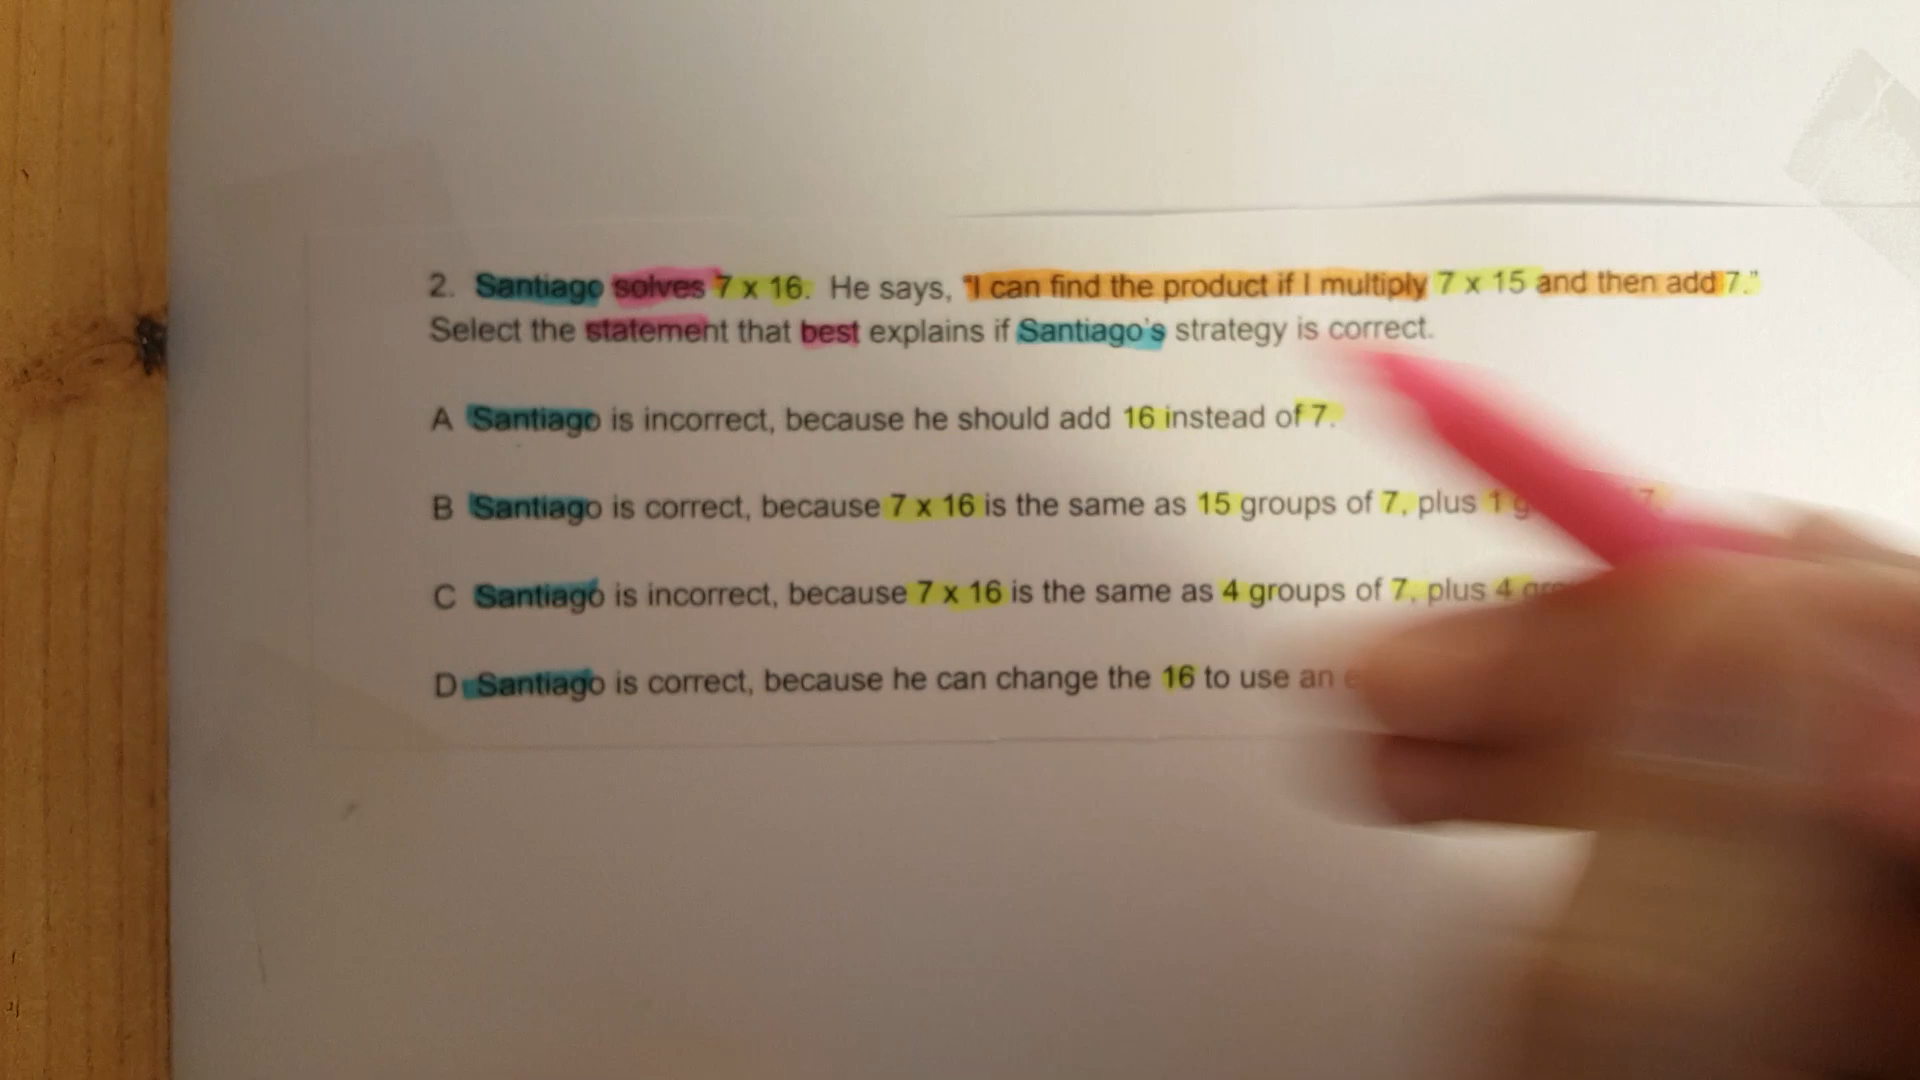 2. Santiago solves 7 x 16. He says, "I can find the product if I multiply 7 x 15 and then add 7."
Select the statement that best explains if Santiago's strategy is correct.
A Santiago is incorrect, because he should add 16 instead of 7.
B Santiago is correct, because 7 x 16 is the same as 15 groups of 7, plus 1 7.
C Santiago is incorrect, because 7 x 16 is the same as 4 groups of 7, plus 4
D Santiago is correct, because he can change the 16 to use an